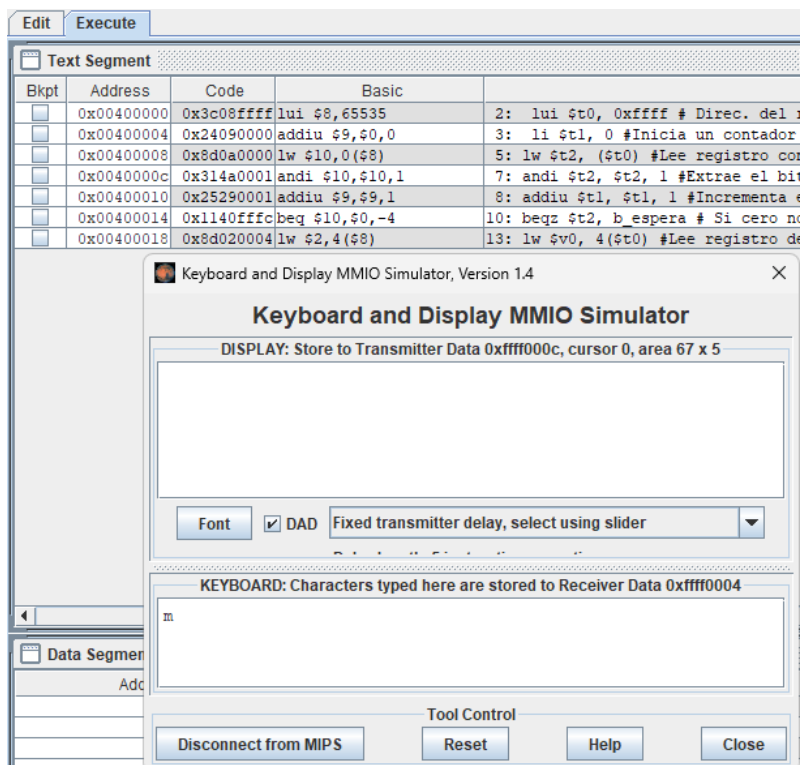 Edit Execute
Text Segment
Bkpt Address Code Basic
0x00400000 0x3c08ffff lui $8,65535 2: lui $t0, 0xffff # Direc. del
0x00400004 0x24090000 addiu $9,$0,0 3: li $t1, 0 #Inicia un contador
0x00400008 0x8d0a0000 lw $10,0($8) 5: lw $t2, ($t0) #Lee registro
0x0040000c 0x314a0001 andi $10,$10,1 7: andi $t2, $t2, 1 #Extrae el
0x00400010 0x25290001 addiu $9,$9,1 8: addiu $t1, $t1, 1 #Incrementa
0x00400014 0x1140fffc beq $10,$0,-4 10: beqz $t2, b_espera # Si cero
0x00400018 0x8d020004 lw $2,4($8) 13: lw $v0, 4($t0) #Lee registro
Keyboard and Display MMIO Simulator, Version 1.4
Keyboard and Display MMIO Simulator
DISPLAY: Store to Transmitter Data 0xffff000c, cursor 0, area 67 x 5
Font DAD Fixed transmitter delay, select using slider
KEYBOARD: Characters typed here are stored to Receiver Data 0xffff0004
m
Data
Tool Control
Disconnect from MIPS Reset Help Close